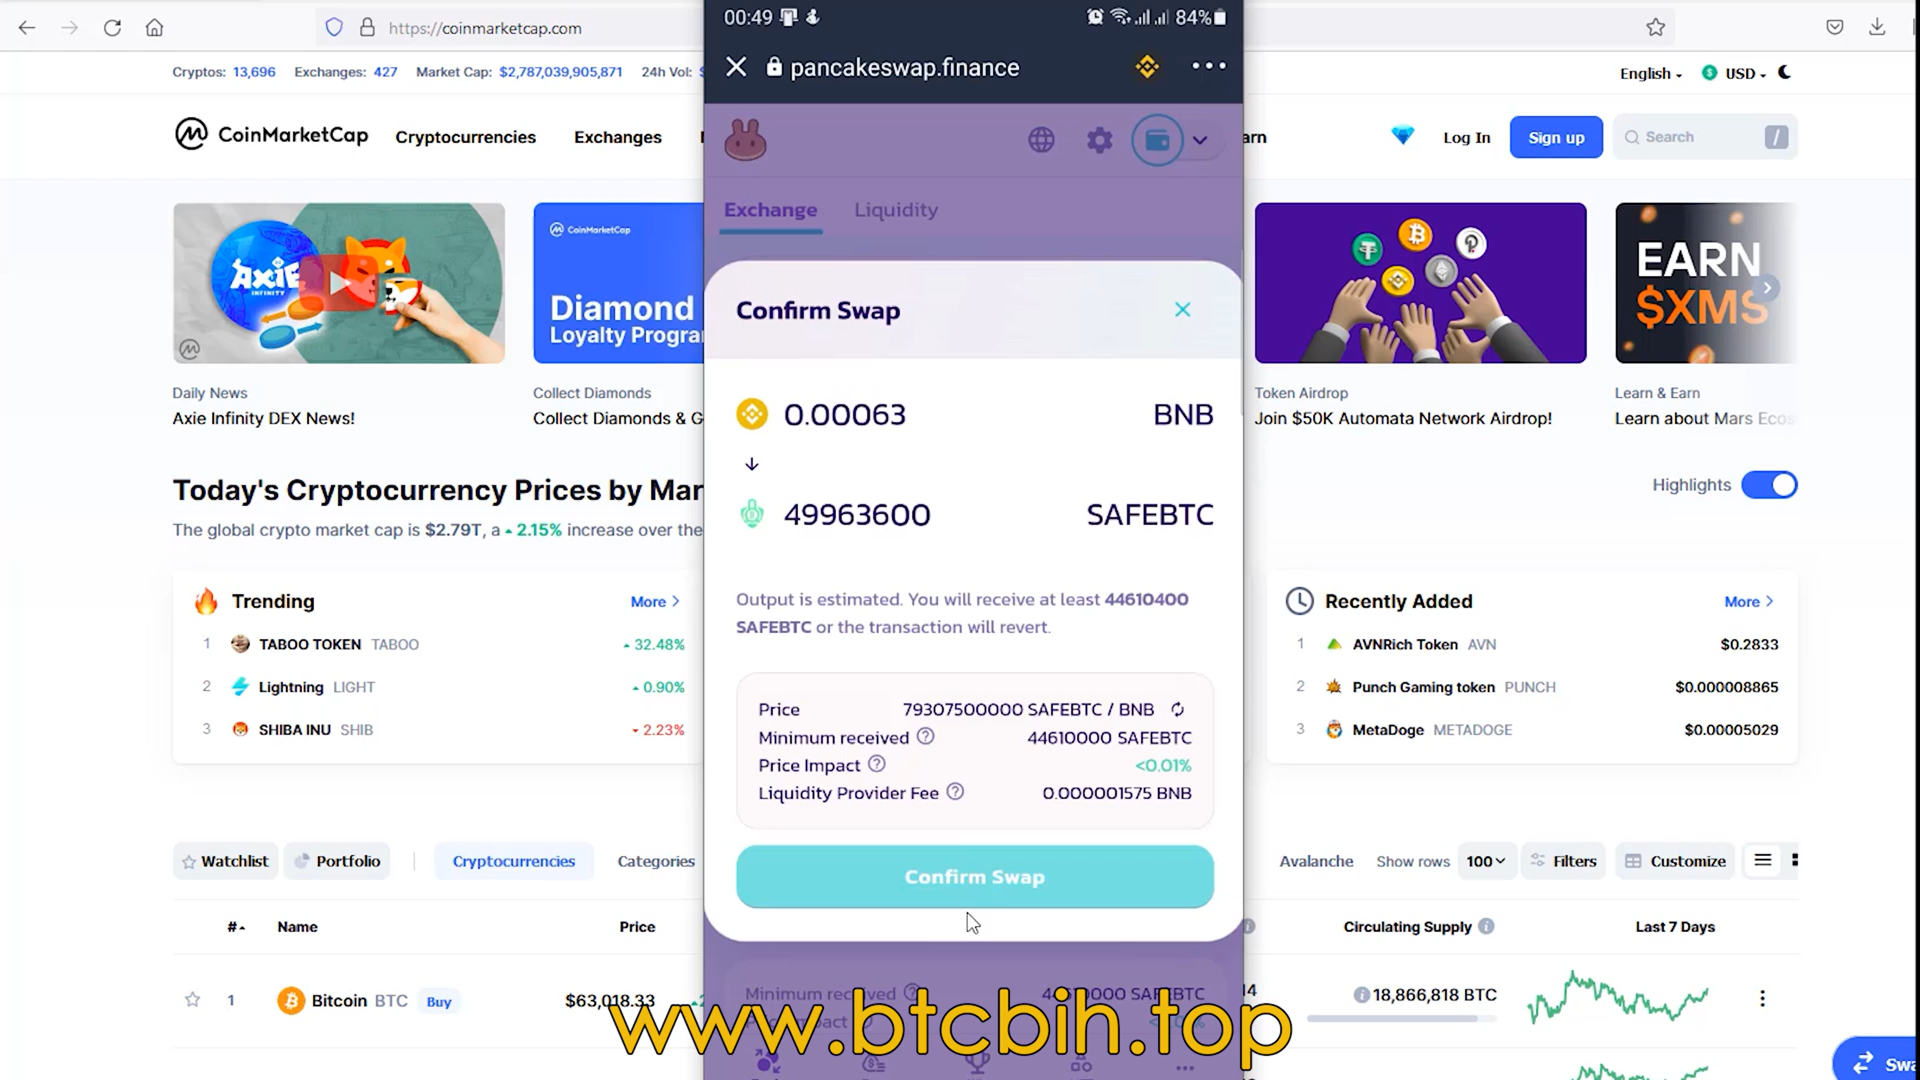 https://coinmarketcap.com
00:49
84%
pancakeswap.finance
Cryptos: 13,696 Exchanges: 427 Market Cap: $2,787,039,905,871 24h Vol:
English
USD
CoinMarketCap
Cryptocurrencies
Exchanges
Log In
Sign up
Search
/
Exchange
Liquidity
CoinMarketCap
Diamond
AXIE
INFINITY
EARN
$XMS
Daily News
Axie Infinity DEX News!
Collect Diamonds
Token Airdrop
Join $50K Automata Network Airdrop!
Learn & Earn
Learn about Mars Ecos
Confirm Swap
0.00063 BNB
49963600 SAFEBTC
Output is estimated. You will receive at least 44610400
SAFEBTC or the transaction will revert.
Price 79307500000 SAFEBTC / BNB
Minimum received 44610000 SAFEBTC
Price Impact <0.01%
Liquidity Provider Fee 0.000001575 BNB
Confirm Swap
Today's Cryptocurrency Prices by Mar
Highlights
The global crypto market cap is $2.79T, a 2.15% increase over the
Trending
More
1 TABOO TOKEN TABOO 32.48%
2 Lightning LIGHT 0.90%
3 SHIBA INU SHIB 2.23%
Recently Added
More
1 AVNRich Token AVN $0.2833
2 Punch Gaming token PUNCH $0.000008865
3 MetaDoge METADOGE $0.00005029
Watchlist
Portfolio
Cryptocurrencies
Categories
Avalanche
Show rows
100
Filters
Customize
# Name Price
Circulating Supply Last 7 Days
1 Bitcoin BTC Buy $63,018.33
18,866,818 BTC
Minimum received
www.btcbih.top